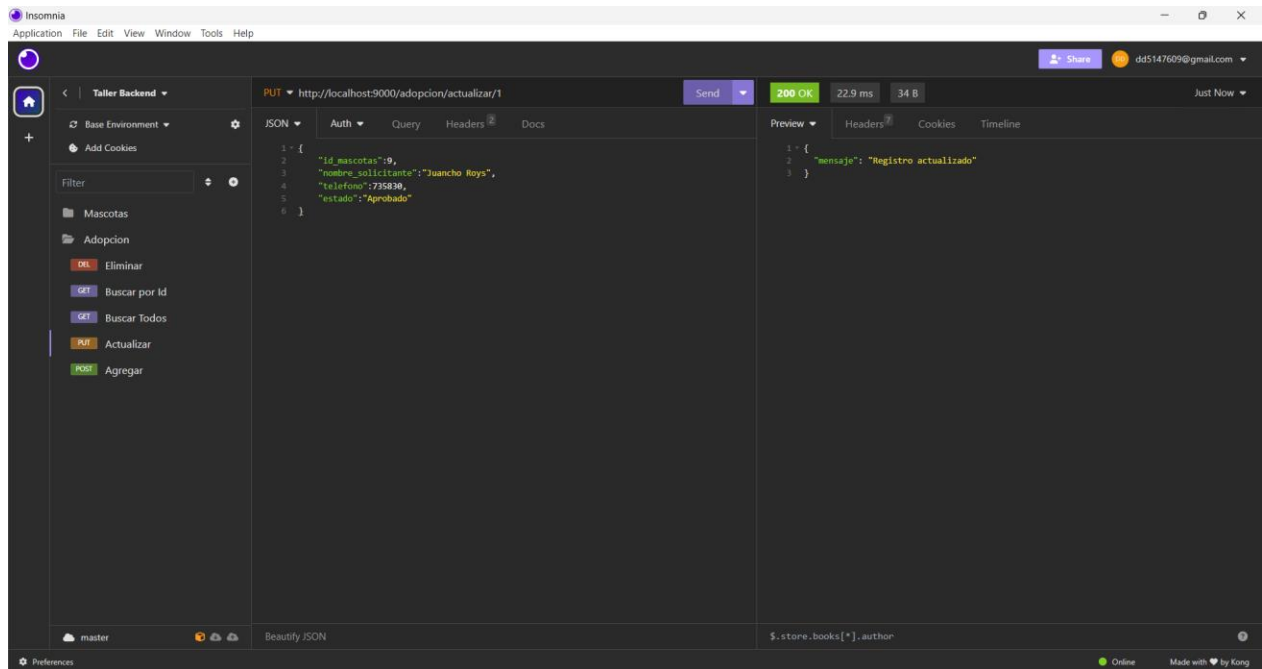 Insomnia
Application File Edit View Window Tools Help
Share
DD
dd5147609@gmail.com
Taller Backend
PUT http://localhost:9000/adopcion/actualizar/1
Send
200 OK 22.9 ms 34 B
Just Now
Base Environment
JSON Auth Query Headers 2 Docs
Preview Headers 7 Cookies Timeline
Add Cookies
Filter
Mascotas
Adopcion
DEL Eliminar
GET Buscar por Id
GET Buscar Todos
PUT Actualizar
POST Agregar
1 {
2 "id_mascotas":9,
3 "nombre_solicitante":"Juancho Roys",
4 "telefono":735830,
5 "estado":"Aprobado"
6 }
1 {
2 "mensaje": "Registro actualizado"
3 }
master
Beautify JSON
$.store.books[*].author
Preferences
Online
Made with ♥ by Kong